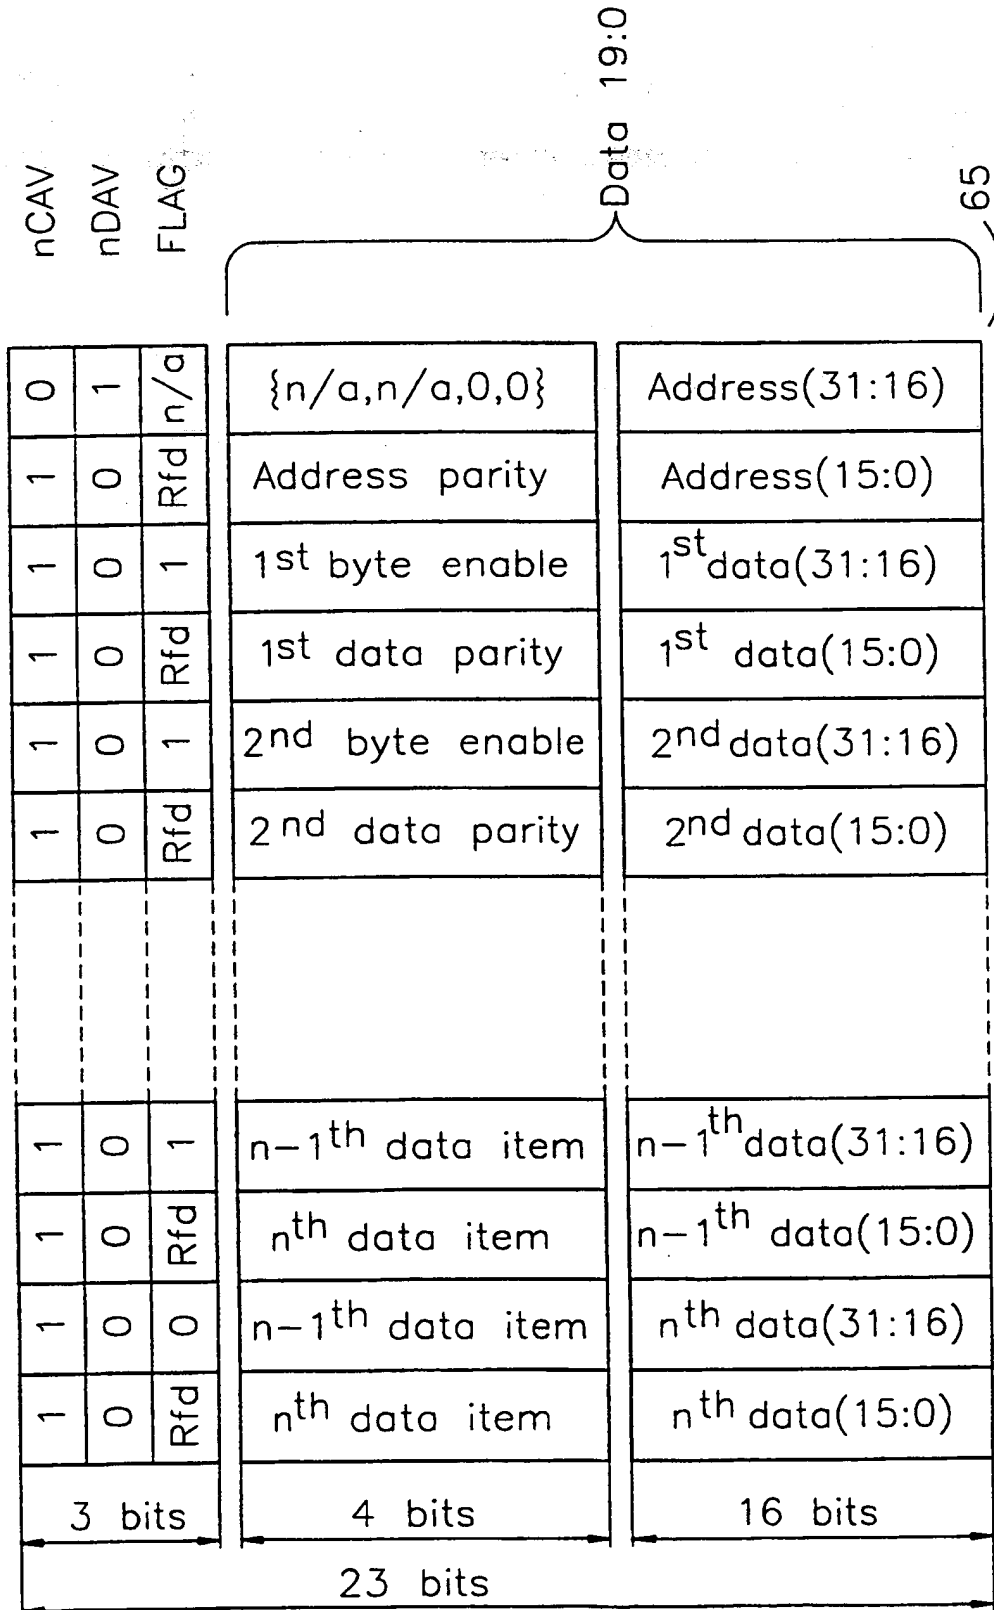 nCAV
nDAV
FLAG
Data 19:0
65
0 1 n/a {n/a,n/a,0,0} Address(31:16)
1 0 Rfd Address parity Address(15:0)
1 0 1 1st byte enable 1st data(31:16)
1 0 Rfd 1st data parity 1st data(15:0)
1 0 1 2nd byte enable 2nd data(31:16)
1 0 Rfd 2nd data parity 2nd data(15:0)
1 0 1 n-1th data item n-1th data(31:16)
1 0 Rfd nth data item n-1th data(15:0)
1 0 0 n-1th data item nth data(31:16)
1 0 Rfd nth data item nth data(15:0)
3 bits 4 bits 16 bits
23 bits